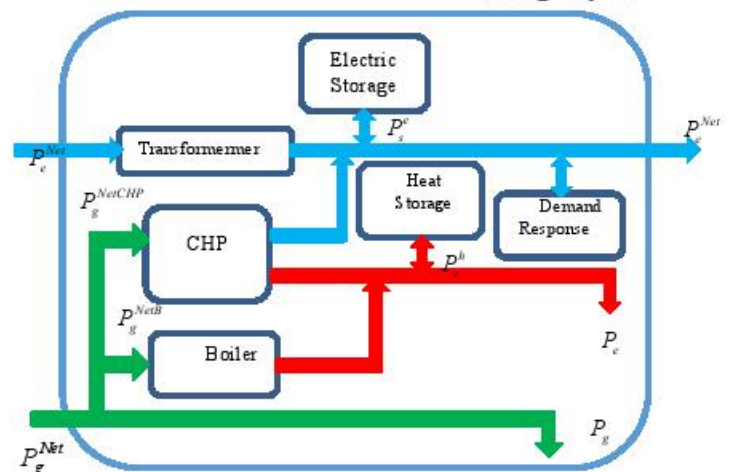 Electric
Storage
P_s^e
P_e^Net
Transformermer
P_e^Net
Heat
Storage
P_g^NetCHP
Demand
Response
CHP
P^h
P_g^NetB
Boiler
P_e
P_g
P_g^Net